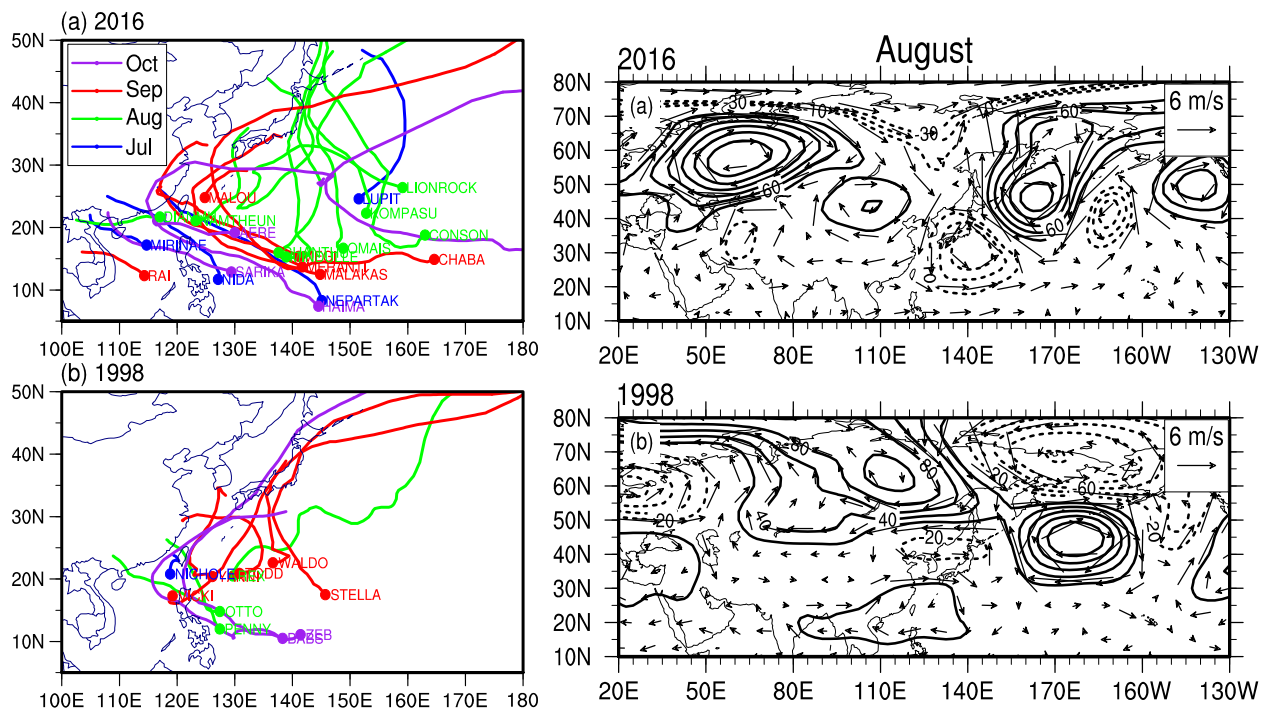 (a) 2016
50N
40N
30N
20N
10N
Oct
Sep
Aug
Jul
LIONROCK
MALOU
LUPIT
KOMPASU
AERE
CONSON
MIRINAE
OMAIS
CHABA
RAI
SARIKA
MALAKAS
NIDA
NEPARTAK
HAIMA
100E 110E 120E 130E 140E 150E 160E 170E 180
(b) 1998
50N
40N
30N
20N
10N
WALDO
NICHOLE
TODD
VICKI
STELLA
OTTO
PENNY
BABS
ZEB
100E 110E 120E 130E 140E 150E 160E 170E 180
August
2016
80N
70N
60N
50N
40N
30N
20N
10N
(a)
6 m/s
30
10
30
10
60
60
60
20E 50E 80E 110E 140E 170E 160W 130W
1998
80N
70N
60N
50N
40N
30N
20N
10N
(b)
6 m/s
80
80
20
60
20
40
40
20
20
20E 50E 80E 110E 140E 170E 160W 130W